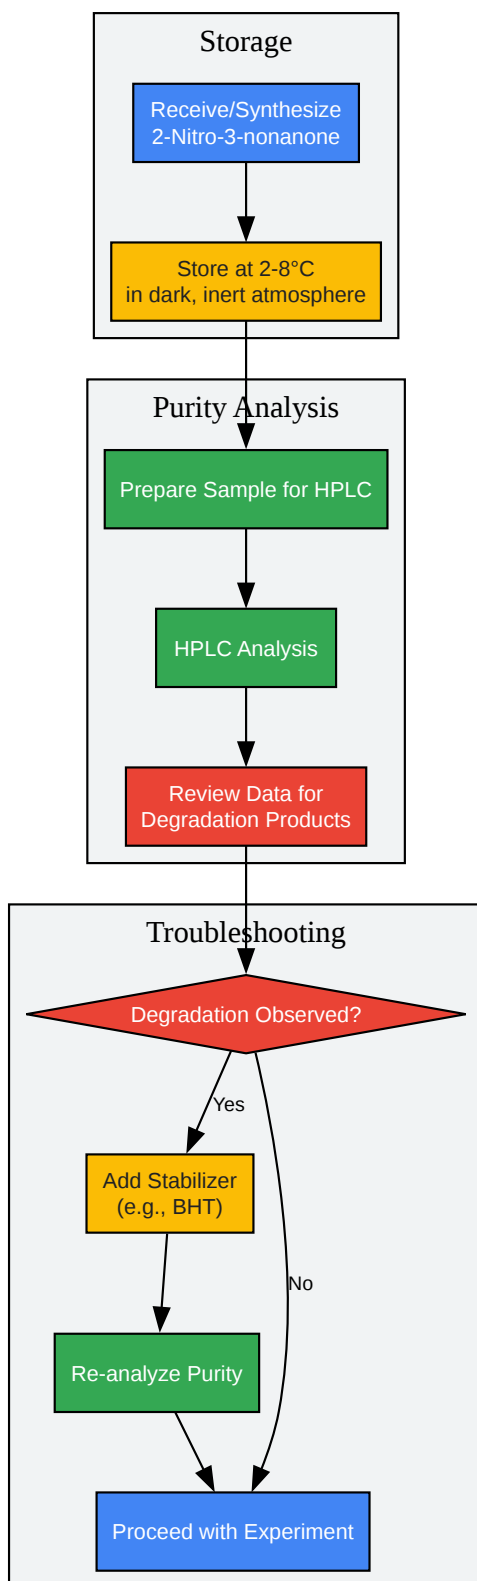 Storage
Receive/Synthesize
2-Nitro-3-nonanone
Store at 2-8°C
in dark, inert atmosphere
Purity Analysis
Prepare Sample for HPLC
HPLC Analysis
Review Data for
Degradation Products
Troubleshooting
Degradation Observed?
Yes
Add Stabilizer
(e.g., BHT)
No
Re-analyze Purity
Proceed with Experiment